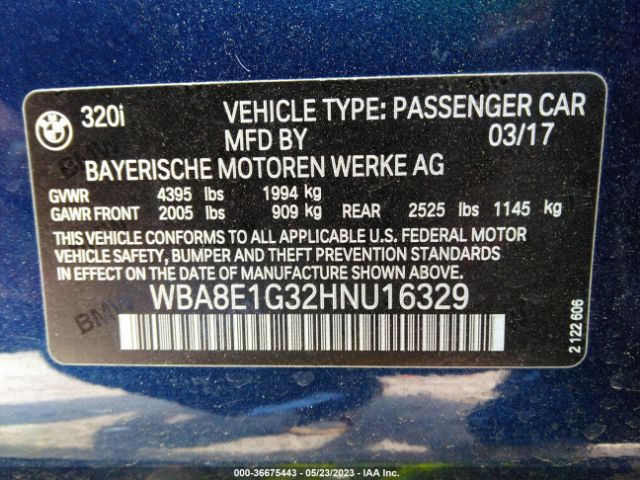 320i VEHICLE TYPE: PASSENGER CAR
MFD BY 03/17
BAYERISCHE MOTOREN WERKE AG
GVWR 4395 lbs 1994 kg
GAWR FRONT 2005 lbs 909 kg REAR 2525 lbs 1145 kg
THIS VEHICLE CONFORMS TO ALL APPLICABLE U.S. FEDERAL MOTOR
VEHICLE SAFETY, BUMPER AND THEFT PREVENTION STANDARDS
IN EFFECT ON THE DATE OF MANUFACTURE SHOWN ABOVE.
WBA8E1G32HNU16329
2 122 606
BMW
000-36675443 - 05/23/2023 - IAA Inc.